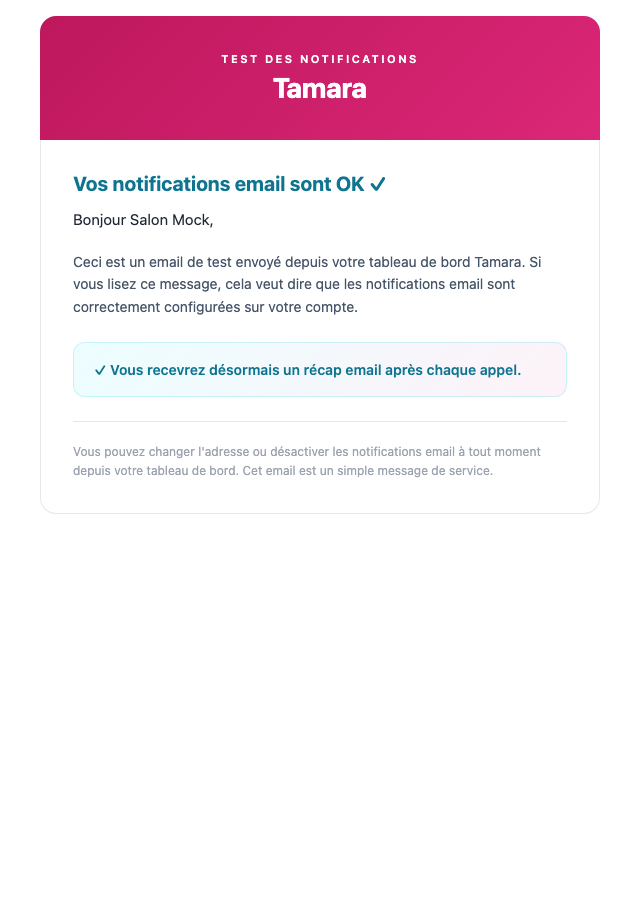 TEST DES NOTIFICATIONS
Tamara
Vos notifications email sont OK ✓
Bonjour Salon Mock,
Ceci est un email de test envoyé depuis votre tableau de bord Tamara. Si
vous lisez ce message, cela veut dire que les notifications email sont
correctement configurées sur votre compte.
✓ Vous recevrez désormais un récap email après chaque appel.
Vous pouvez changer l'adresse ou désactiver les notifications email à tout moment
depuis votre tableau de bord. Cet email est un simple message de service.